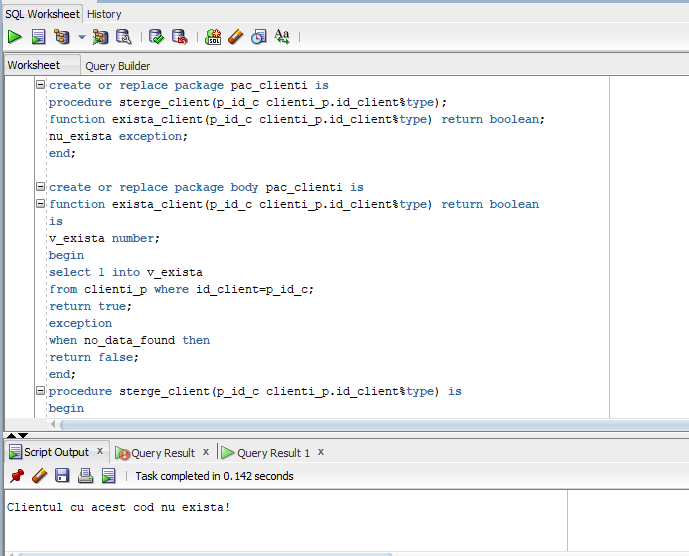 SQL Worksheet History
Worksheet Query Builder
create or replace package pac_clienti is
procedure sterge_client(p_id_c clienti_p.id_client%type);
function exista_client(p_id_c clienti_p.id_client%type) return boolean;
nu_exista exception;
end;
create or replace package body pac_clienti is
function exista_client(p_id_c clienti_p.id_client%type) return boolean
is
v_exista number;
begin
select 1 into v_exista
from clienti_p where id_client=p_id_c;
return true;
exception
when no_data_found then
return false;
end;
procedure sterge_client(p_id_c clienti_p.id_client%type) is
begin
Script Output x Query Result x Query Result 1 x
Task completed in 0.142 seconds
Clientul cu acest cod nu exista!